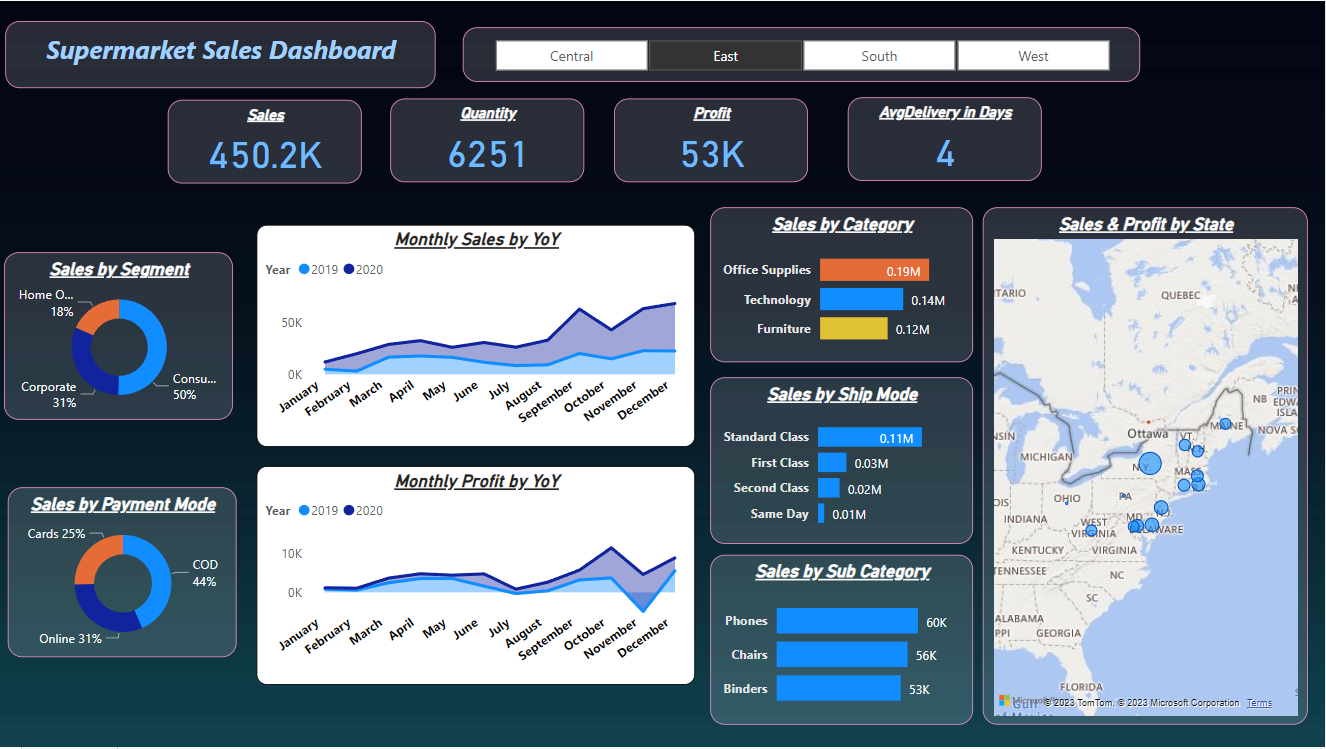 Supermarket Sales Dashboard
Central
East
South
West
Sales
450.2K
Quantity
6251
Profit
53K
AvgDelivery in Days
4
Sales by Segment
Home O...
18%
Corporate
31%
Consu...
50%
Sales by Payment Mode
Cards 25%
COD
44%
Online 31%
Monthly Sales by YoY
Year 2019 2020
50K
0K
January
February
March
April
May
June
July
August
September
October
November
December
Monthly Profit by YoY
Year 2019 2020
10K
0K
January
February
March
April
May
June
July
August
September
October
November
December
Sales by Category
Office Supplies 0.19M
Technology 0.14M
Furniture 0.12M
Sales by Ship Mode
Standard Class 0.11M
First Class 0.03M
Second Class 0.02M
Same Day 0.01M
Sales by Sub Category
Phones 60K
Chairs 56K
Binders 53K
Sales & Profit by State
NTARIO
QUEBEC
PRIN
EDWA
ISLA
NB
NOVA S
MAINE
Ottawa
VT.
NSIN
MICHIGAN
N.Y.
MASS
PA
OHIO
OIS
INDIANA
N.J.
MD
DELAWARE
WEST
VIRGINIA
KENTUCKY
VIRGINIA
TENNESSEE
NC
SC
ALABAMA
PPI
GEORGIA
FLORIDA
© 2023 TomTom, © 2023 Microsoft Corporation Terms
Gulf
of Mexico